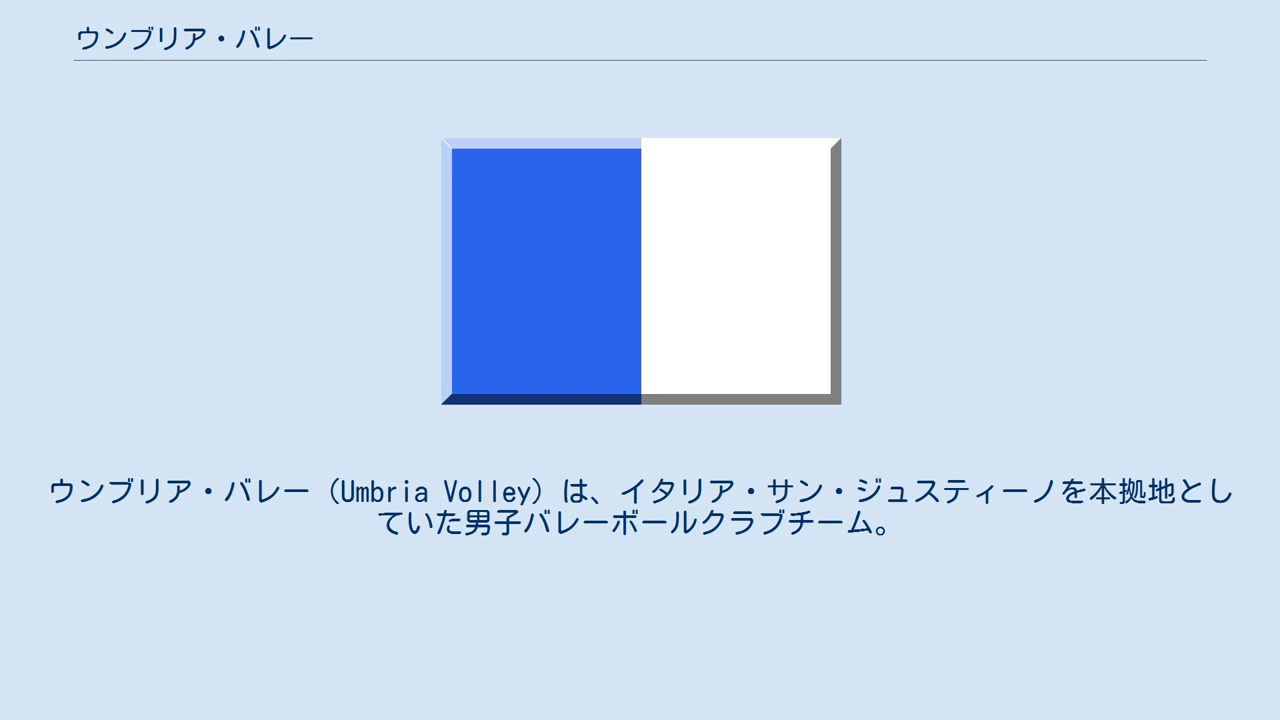 ウンブリア・バレー
ウンブリア・バレー（Umbria Volley）は、イタリア・サン・ジュスティーノを本拠地とし
ていた男子バレーボールクラブチーム。